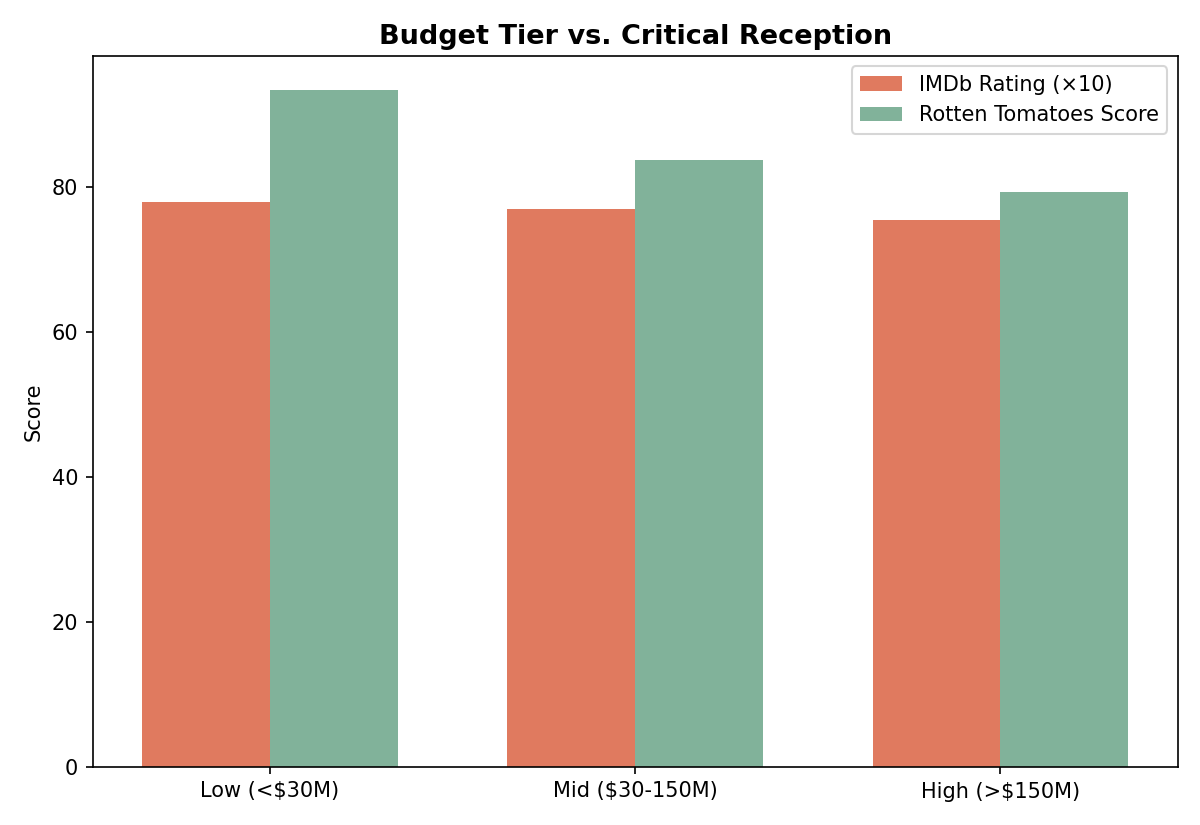 Budget Tier vs. Critical Reception
IMDb Rating (×10)
Rotten Tomatoes Score
80
60
40
20
0
Score
Low (<$30M)
Mid ($30-150M)
High (>$150M)